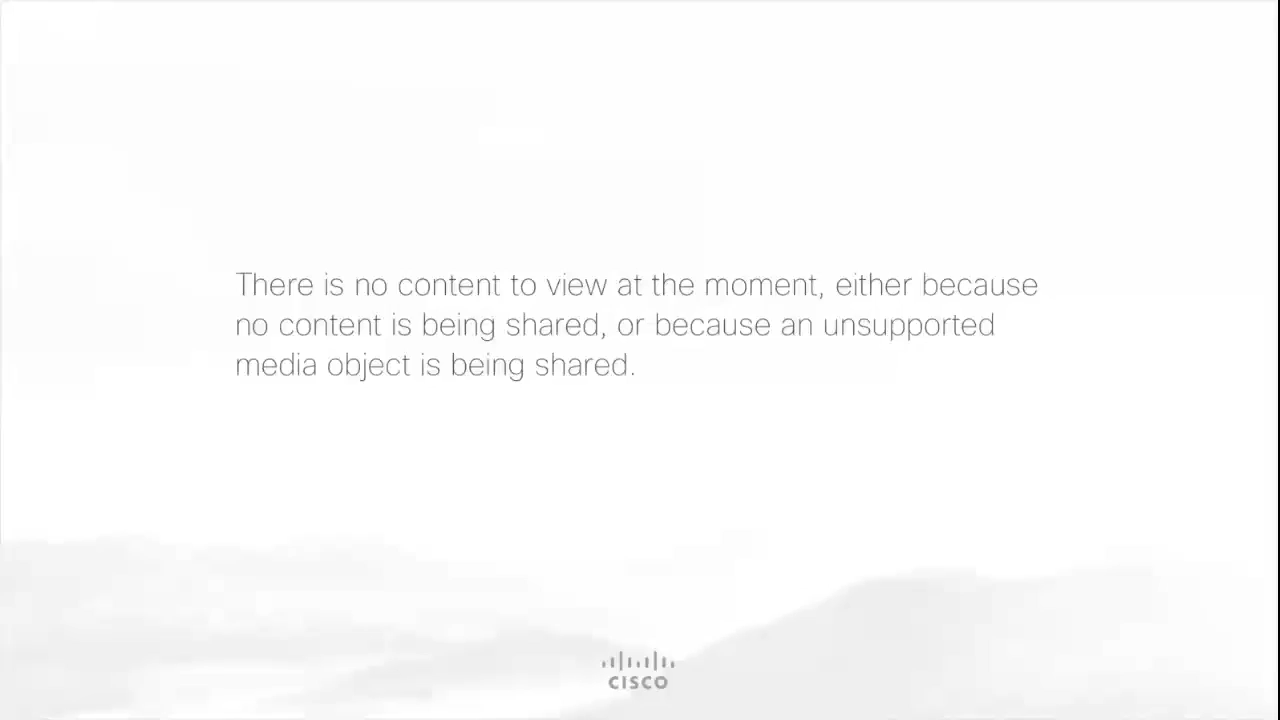 There is no content to view at the moment, either because
no content is being shared, or because an unsupported
media object is being shared.
CISCO